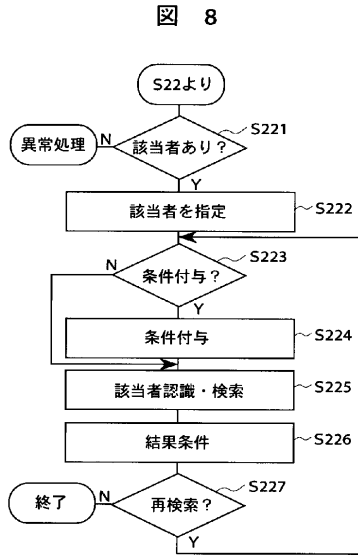 図 8
S22より
S221
異常処理
N
該当者あり?
Y
該当者を指定
S222
S223
N
条件付与?
Y
条件付与
S224
該当者認識・検索
S225
結果条件
S226
S227
終了
N
再検索?
Y